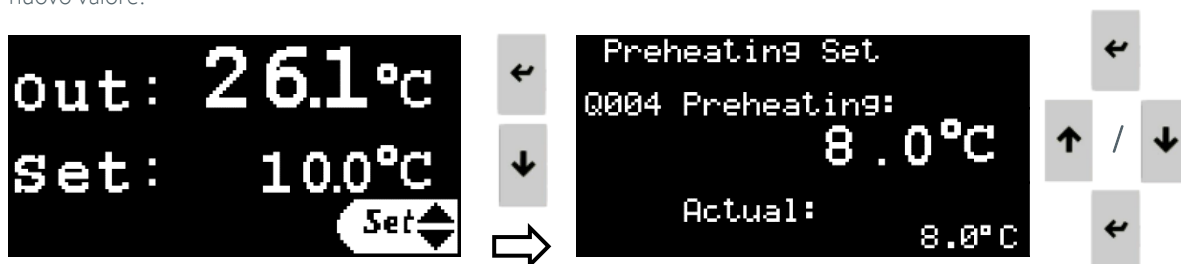 nuovo valore.
out: 26.1°C
Set: 10.0°C
Set
Preheating Set
Q004 Preheating:
8.0°C
Actual:
8.0°C
/